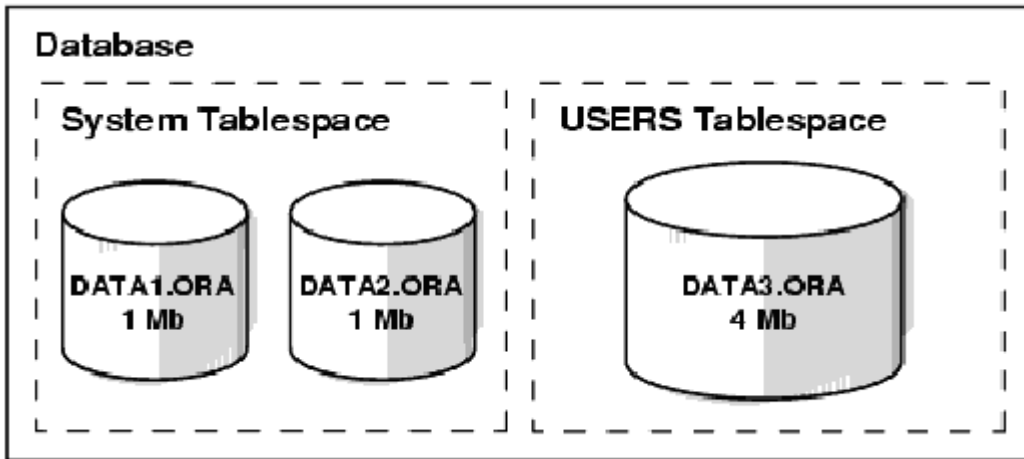 Database
System Tablespace
USERS Tablespace
DATA1.ORA
1 Mb
DATA2.ORA
1 Mb
DATA3.ORA
4 Mb